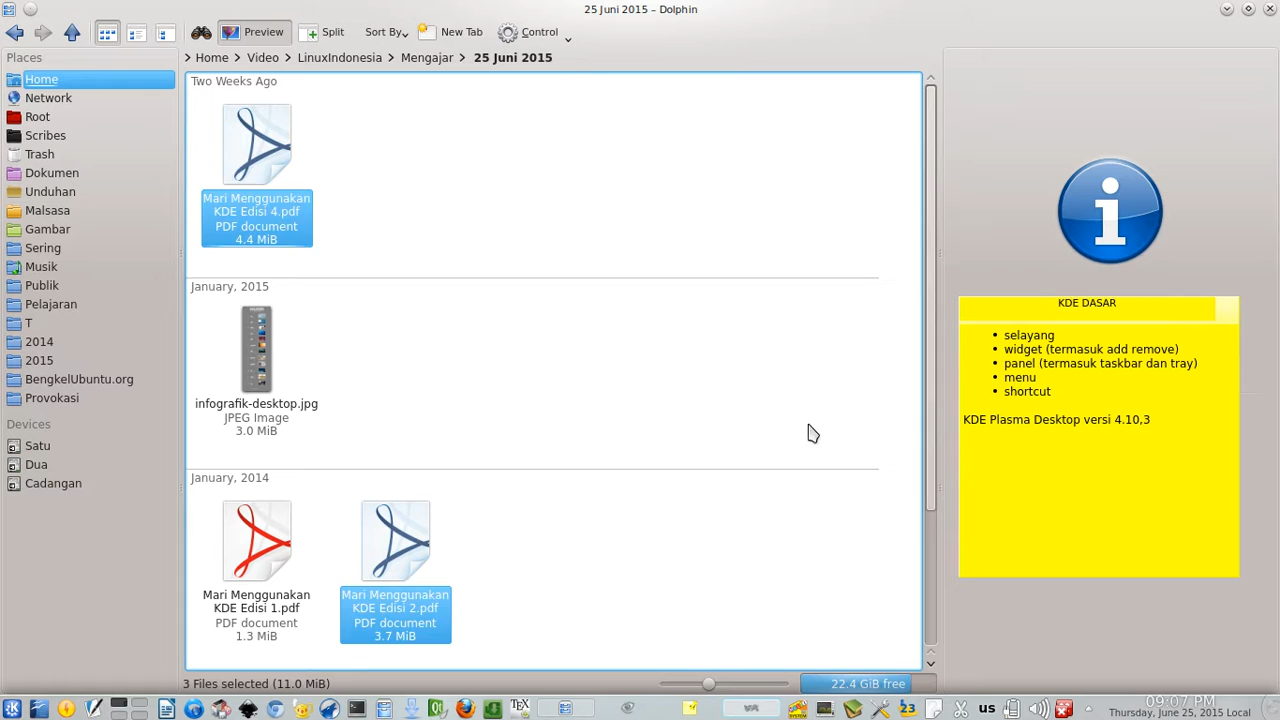 25 Juni 2015 – Dolphin
Preview
Split
Sort By
New Tab
Control
Places
Home
Network
Root
Scribes
Trash
Dokumen
Unduhan
Malsasa
Gambar
Sering
Musik
Publik
Pelajaran
T
2014
2015
BengkelUbuntu.org
Provokasi
Devices
Satu
Dua
Cadangan
Home Video LinuxIndonesia Mengajar 25 Juni 2015
Two Weeks Ago
Mari Menggunakan
KDE Edisi 4.pdf
PDF document
4.4 MiB
January, 2015
infografik-desktop.jpg
JPEG Image
3.0 MiB
January, 2014
Mari Menggunakan
KDE Edisi 1.pdf
PDF document
1.3 MiB
Mari Menggunakan
KDE Edisi 2.pdf
PDF document
3.7 MiB
3 Files selected (11.0 MiB)
22.4 GiB free
KDE DASAR
• selayang
• widget (termasuk add remove)
• panel (termasuk taskbar dan tray)
• menu
• shortcut
KDE Plasma Desktop versi 4.10,3
us
09:07 PM
Thursday, June 25, 2015 Local